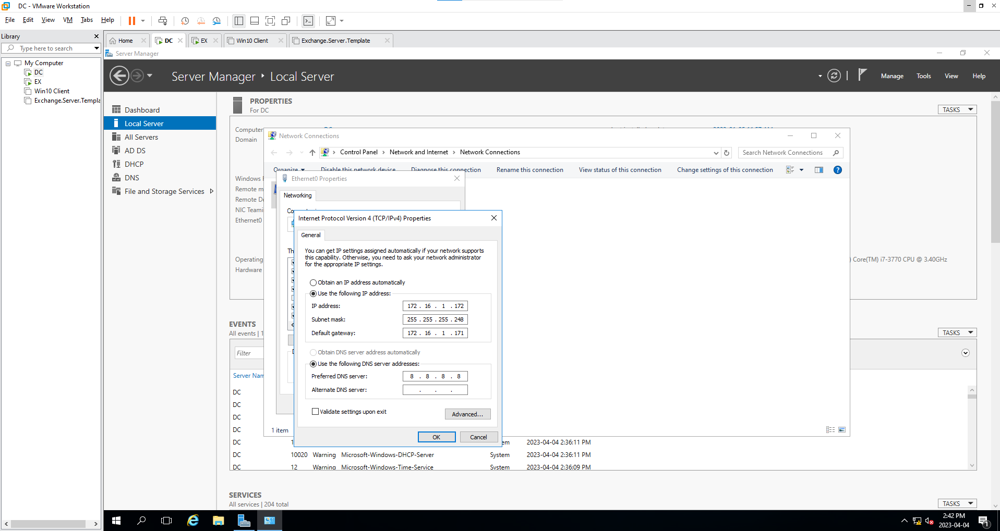 DC - VMware Workstation
File Edit View VM Tabs Help
Library
Type here to search
My Computer
DC
EX
Win10 Client
Exchange.Server.Templa
Home DC EX Win10 Client Exchange.Server.Template
Server Manager
Server Manager Local Server
Manage Tools View Help
Dashboard
Local Server
All Servers
AD DS
DHCP
DNS
File and Storage Services
PROPERTIES
For DC
TASKS
Computer
Domain
Windows
Remote m
Remote De
NIC Teami
Ethernet0
Operating
Hardware
) Core(TM) i7-3770 CPU @ 3.40GHz
Network Connections
Control Panel Network and Internet Network Connections
Search Network Connections
Organize Disable this network device Diagnose this connection Rename this connection View status of this connection Change settings of this connection
1 item
Ethernet0 Properties
Networking
Th
Internet Protocol Version 4 (TCP/IPv4) Properties
General
You can get IP settings assigned automatically if your network supports
this capability. Otherwise, you need to ask your network administrator
for the appropriate IP settings.
Obtain an IP address automatically
Use the following IP address:
IP address: 172 . 16 . 1 . 172
Subnet mask: 255 . 255 . 255 . 248
Default gateway: 172 . 16 . 1 . 171
Obtain DNS server address automatically
Use the following DNS server addresses:
Preferred DNS server: 8 . 8 . 8 . 8
Alternate DNS server: . . .
Validate settings upon exit
Advanced...
OK Cancel
EVENTS
All events | 1
TASKS
Filter
Server Nam
DC
DC
DC
DC
DC 1 em 2023-04-04 2:36:11 PM
DC 10020 Warning Microsoft-Windows-DHCP-Server System 2023-04-04 2:36:11 PM
DC 12 Warning Microsoft-Windows-Time-Service System 2023-04-04 2:36:09 PM
SERVICES
All services | 204 total
TASKS
2:42 PM
2023-04-04
1